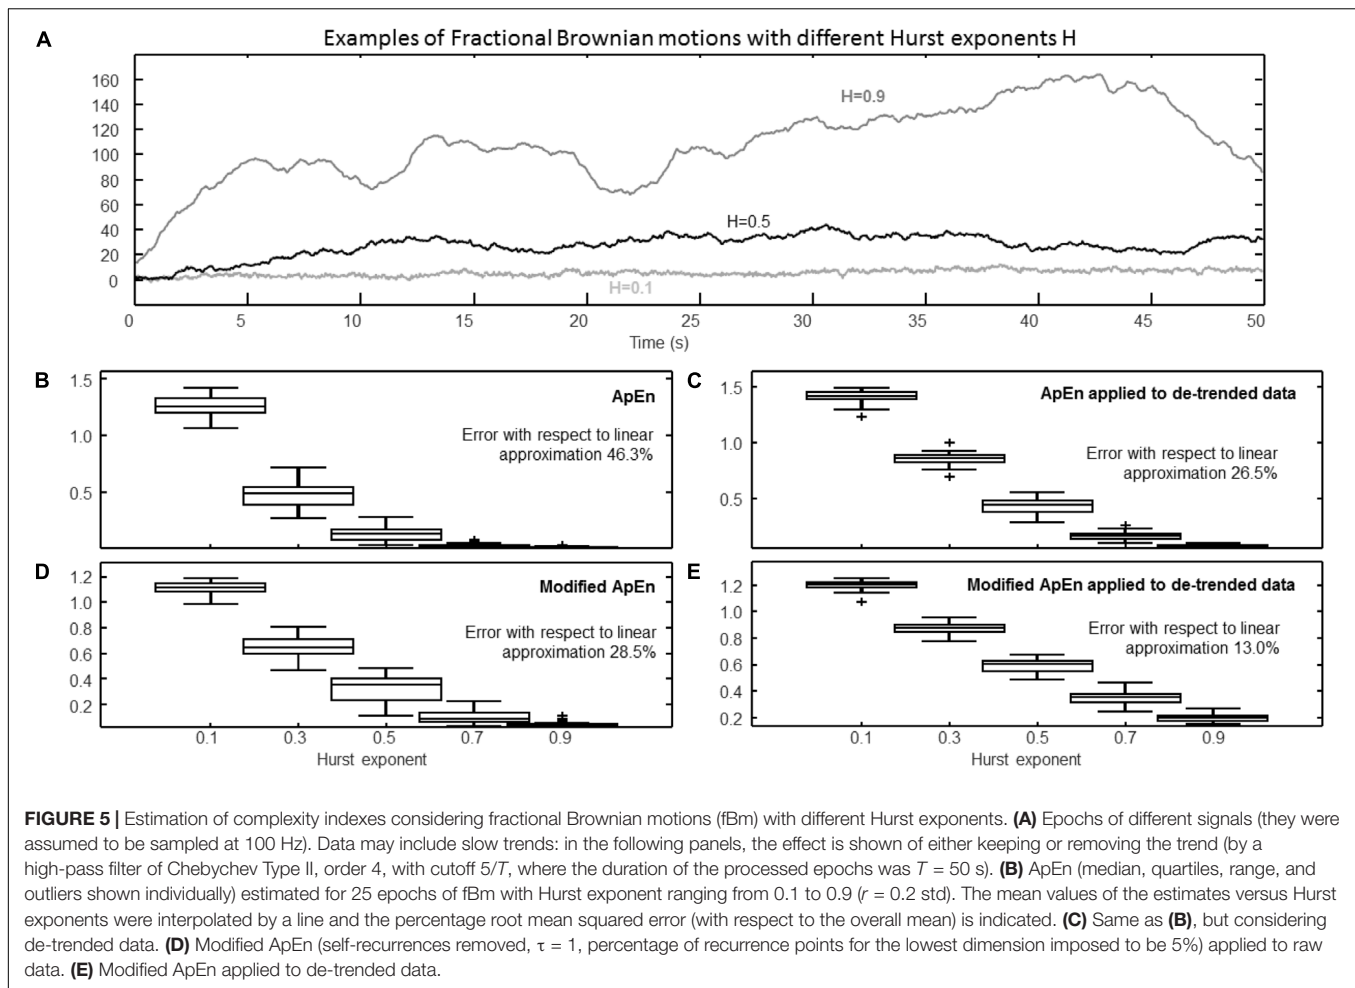 A
Examples of Fractional Brownian motions with different Hurst exponents H
160
140
120
100
80
60
40
20
0
H=0.9
H=0.5
H=0.1
0 5 10 15 20 25 30 35 40 45 50
Time (s)
B
1.5
1.0
0.5
ApEn
Error with respect to linear
approximation 46.3%
C
1.5
1.0
0.5
ApEn applied to de-trended data
Error with respect to linear
approximation 26.5%
D
1.2
1.0
0.8
0.6
0.4
0.2
Modified ApEn
Error with respect to linear
approximation 28.5%
0.1 0.3 0.5 0.7 0.9
Hurst exponent
E
1.2
1.0
0.8
0.6
0.4
0.2
Modified ApEn applied to de-trended data
Error with respect to linear
approximation 13.0%
0.1 0.3 0.5 0.7 0.9
Hurst exponent
FIGURE 5 | Estimation of complexity indexes considering fractional Brownian motions (fBm) with different Hurst exponents. (A) Epochs of different signals (they were
assumed to be sampled at 100 Hz). Data may include slow trends: in the following panels, the effect is shown of either keeping or removing the trend (by a
high-pass filter of Chebychev Type II, order 4, with cutoff 5/T, where the duration of the processed epochs was T = 50 s). (B) ApEn (median, quartiles, range, and
outliers shown individually) estimated for 25 epochs of fBm with Hurst exponent ranging from 0.1 to 0.9 (r = 0.2 std). The mean values of the estimates versus Hurst
exponents were interpolated by a line and the percentage root mean squared error (with respect to the overall mean) is indicated. (C) Same as (B), but considering
de-trended data. (D) Modified ApEn (self-recurrences removed, τ = 1, percentage of recurrence points for the lowest dimension imposed to be 5%) applied to raw
data. (E) Modified ApEn applied to de-trended data.